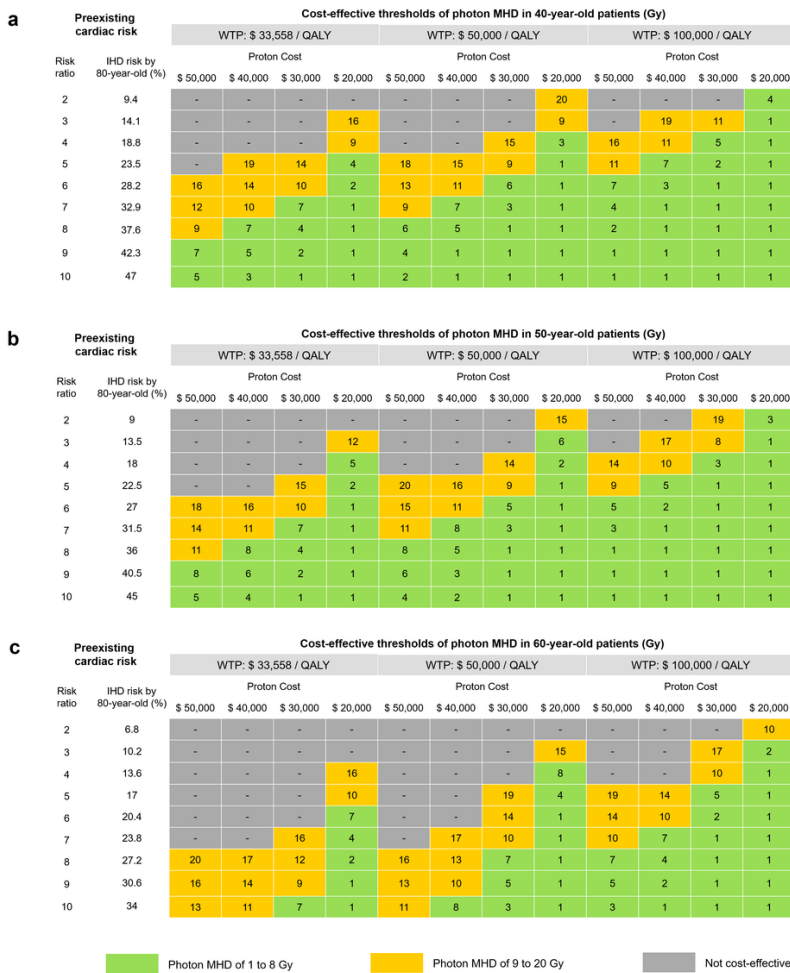 a
Preexisting cardiac risk
Cost-effective thresholds of photon MHD in 40-year-old patients (Gy)
WTP: $ 33,558 / QALY WTP: $ 50,000 / QALY WTP: $ 100,000 / QALY
Risk ratio IHD risk by 80-year-old (%) Proton Cost Proton Cost Proton Cost
$ 50,000 $ 40,000 $ 30,000 $ 20,000 $ 50,000 $ 40,000 $ 30,000 $ 20,000 $ 50,000 $ 40,000 $ 30,000 $ 20,000
2 9.4 - - - - - - - 20 - - - 4
3 14.1 - - - 16 - - - 9 - 19 11 1
4 18.8 - - - 9 - - 15 3 16 11 5 1
5 23.5 - 19 14 4 18 15 9 1 11 7 2 1
6 28.2 16 14 10 2 13 11 6 1 7 3 1 1
7 32.9 12 10 7 1 9 7 3 1 4 1 1 1
8 37.6 9 7 4 1 6 5 1 1 2 1 1 1
9 42.3 7 5 2 1 4 1 1 1 1 1 1 1
10 47 5 3 1 1 2 1 1 1 1 1 1 1
b
Preexisting cardiac risk
Cost-effective thresholds of photon MHD in 50-year-old patients (Gy)
WTP: $ 33,558 / QALY WTP: $ 50,000 / QALY WTP: $ 100,000 / QALY
Risk ratio IHD risk by 80-year-old (%) Proton Cost Proton Cost Proton Cost
$ 50,000 $ 40,000 $ 30,000 $ 20,000 $ 50,000 $ 40,000 $ 30,000 $ 20,000 $ 50,000 $ 40,000 $ 30,000 $ 20,000
2 9 - - - - - - - 15 - - 19 3
3 13.5 - - - 12 - - - 6 - 17 8 1
4 18 - - - 5 - - 14 2 14 10 3 1
5 22.5 - - 15 2 20 16 9 1 9 5 1 1
6 27 18 16 10 1 15 11 5 1 5 2 1 1
7 31.5 14 11 7 1 11 8 3 1 3 1 1 1
8 36 11 8 4 1 8 5 1 1 1 1 1 1
9 40.5 8 6 2 1 6 3 1 1 1 1 1 1
10 45 5 4 1 1 4 2 1 1 1 1 1 1
c
Preexisting cardiac risk
Cost-effective thresholds of photon MHD in 60-year-old patients (Gy)
WTP: $ 33,558 / QALY WTP: $ 50,000 / QALY WTP: $ 100,000 / QALY
Risk ratio IHD risk by 80-year-old (%) Proton Cost Proton Cost Proton Cost
$ 50,000 $ 40,000 $ 30,000 $ 20,000 $ 50,000 $ 40,000 $ 30,000 $ 20,000 $ 50,000 $ 40,000 $ 30,000 $ 20,000
2 6.8 - - - - - - - - - - - 10
3 10.2 - - - - - - - 15 - - 17 2
4 13.6 - - - 16 - - - 8 - - 10 1
5 17 - - - 10 - - 19 4 19 14 5 1
6 20.4 - - - 7 - - 14 1 14 10 2 1
7 23.8 - - 16 4 - 17 10 1 10 7 1 1
8 27.2 20 17 12 2 16 13 7 1 7 4 1 1
9 30.6 16 14 9 1 13 10 5 1 5 2 1 1
10 34 13 11 7 1 11 8 3 1 3 1 1 1
Photon MHD of 1 to 8 Gy Photon MHD of 9 to 20 Gy Not cost-effective